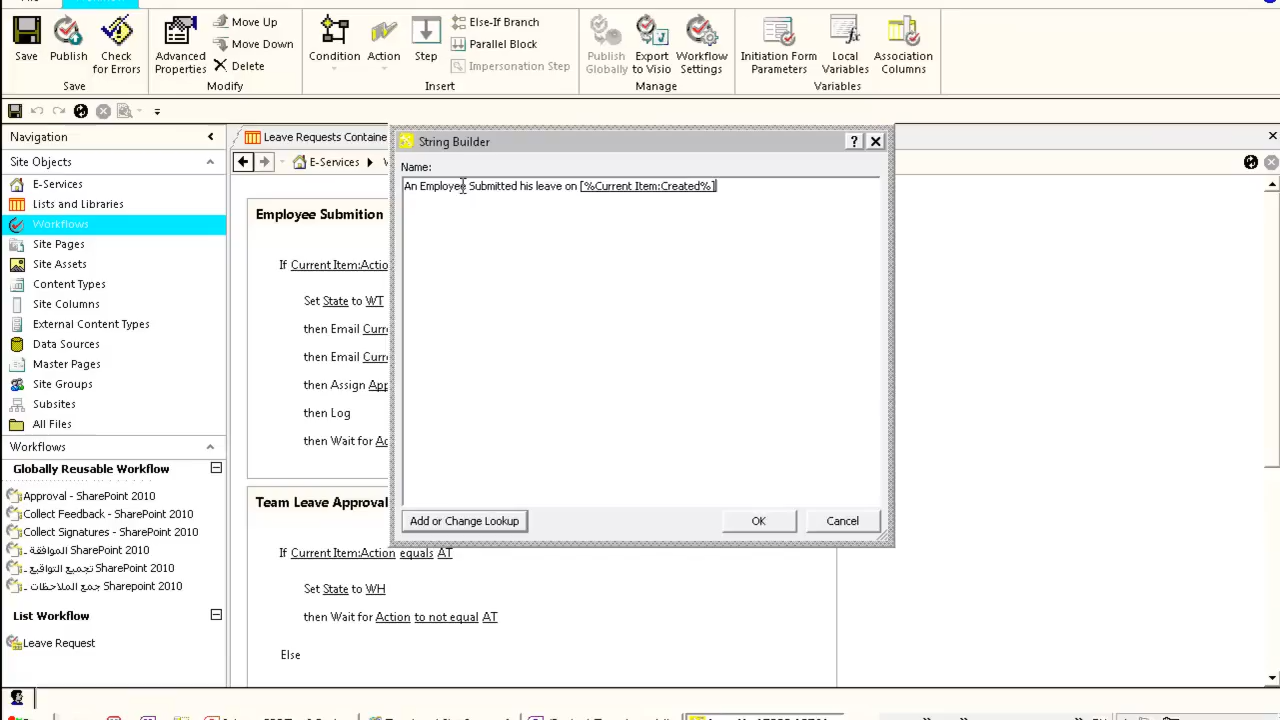 Save
Publish
Check for Errors
Save
Advanced Properties
Move Up
Move Down
Delete
Modify
Condition
Action
Step
Else-If Branch
Parallel Block
Impersonation Step
Insert
Publish Globally
Export to Visio
Workflow Settings
Manage
Initiation Form Parameters
Local Variables
Association Columns
Variables
Navigation
Site Objects
E-Services
Lists and Libraries
Workflows
Site Pages
Site Assets
Content Types
Site Columns
External Content Types
Data Sources
Master Pages
Site Groups
Subsites
All Files
Workflows
Globally Reusable Workflow
Approval - SharePoint 2010
Collect Feedback - SharePoint 2010
Collect Signatures - SharePoint 2010
الموافقة ـ SharePoint 2010
تجميع التواقيع ـ SharePoint 2010
جمع الملاحظات ـ Sharepoint 2010
List Workflow
Leave Request
Leave Requests Containe
E-Services
Employee Submition
If Current Item:Actio
Set State to WT
then Email Curr
then Email Curr
then Assign App
then Log
then Wait for Ac
Team Leave Approval
If Current Item:Action equals AT
Set State to WH
then Wait for Action to not equal AT
Else
String Builder
Name:
An Employee Submitted his leave on [%Current Item:Created%]
Add or Change Lookup
OK
Cancel